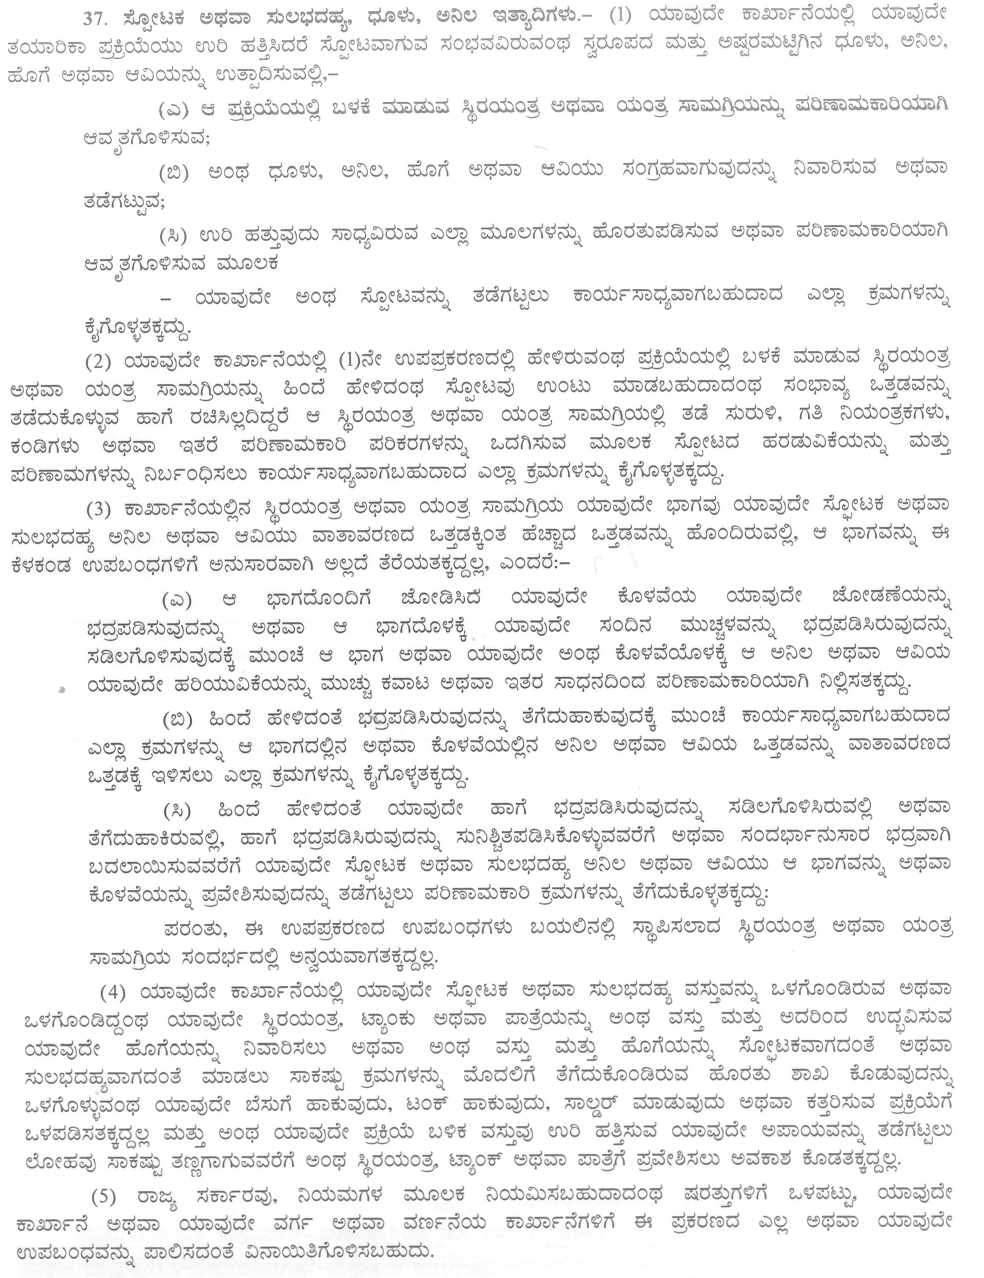 37. ಸ್ಫೋಟಕ ಅಥವಾ ಸುಲಭದಹ್ಯ, ಧೂಳು, ಅನಿಲ ಇತ್ಯಾದಿಗಳು.– (1) ಯಾವುದೇ ಕಾರ್ಖಾನೆಯಲ್ಲಿ ಯಾವುದೇ
ತಯಾರಿಕಾ ಪ್ರಕ್ರಿಯೆಯು ಉರಿ ಹತ್ತಿಸಿದರೆ ಸ್ಫೋಟವಾಗುವ ಸಂಭವವಿರುವಂಥ ಸ್ವರೂಪದ ಮತ್ತು ಅಷ್ಟರಮಟ್ಟಿಗಿನ ಧೂಳು, ಅನಿಲ,
ಹೊಗೆ ಅಥವಾ ಆವಿಯನ್ನು ಉತ್ಪಾದಿಸುವಲ್ಲಿ,–
(ಎ) ಆ ಪ್ರಕ್ರಿಯೆಯಲ್ಲಿ ಬಳಕೆ ಮಾಡುವ ಸ್ಥಿರಯಂತ್ರ ಅಥವಾ ಯಂತ್ರ ಸಾಮಗ್ರಿಯನ್ನು ಪರಿಣಾಮಕಾರಿಯಾಗಿ
ಆವೃತಗೊಳಿಸುವ;
(ಬಿ) ಅಂಥ ಧೂಳು, ಅನಿಲ, ಹೊಗೆ ಅಥವಾ ಆವಿಯು ಸಂಗ್ರಹವಾಗುವುದನ್ನು ನಿವಾರಿಸುವ ಅಥವಾ
ತಡೆಗಟ್ಟುವ;
(ಸಿ) ಉರಿ ಹತ್ತುವುದು ಸಾಧ್ಯವಿರುವ ಎಲ್ಲಾ ಮೂಲಗಳನ್ನು ಹೊರತುಪಡಿಸುವ ಅಥವಾ ಪರಿಣಾಮಕಾರಿಯಾಗಿ
ಆವೃತಗೊಳಿಸುವ ಮೂಲಕ
– ಯಾವುದೇ ಅಂಥ ಸ್ಫೋಟವನ್ನು ತಡೆಗಟ್ಟಲು ಕಾರ್ಯಸಾಧ್ಯವಾಗಬಹುದಾದ ಎಲ್ಲಾ ಕ್ರಮಗಳನ್ನು
ಕೈಗೊಳ್ಳತಕ್ಕದ್ದು.
(2) ಯಾವುದೇ ಕಾರ್ಖಾನೆಯಲ್ಲಿ (1)ನೇ ಉಪಪ್ರಕರಣದಲ್ಲಿ ಹೇಳಿರುವಂಥ ಪ್ರಕ್ರಿಯೆಯಲ್ಲಿ ಬಳಕೆ ಮಾಡುವ ಸ್ಥಿರಯಂತ್ರ
ಅಥವಾ ಯಂತ್ರ ಸಾಮಗ್ರಿಯನ್ನು ಹಿಂದೆ ಹೇಳಿದಂಥ ಸ್ಫೋಟವು ಉಂಟು ಮಾಡಬಹುದಾದಂಥ ಸಂಭಾವ್ಯ ಒತ್ತಡವನ್ನು
ತಡೆದುಕೊಳ್ಳುವ ಹಾಗೆ ರಚಿಸಿಲ್ಲದಿದ್ದರೆ ಆ ಸ್ಥಿರಯಂತ್ರ ಅಥವಾ ಯಂತ್ರ ಸಾಮಗ್ರಿಯಲ್ಲಿ ತಡೆ ಸುರುಳಿ, ಗತಿ ನಿಯಂತ್ರಕಗಳು,
ಕಂಡಿಗಳು ಅಥವಾ ಇತರೆ ಪರಿಣಾಮಕಾರಿ ಪರಿಕರಗಳನ್ನು ಒದಗಿಸುವ ಮೂಲಕ ಸ್ಫೋಟದ ಹರಡುವಿಕೆಯನ್ನು ಮತ್ತು
ಪರಿಣಾಮಗಳನ್ನು ನಿರ್ಬಂಧಿಸಲು ಕಾರ್ಯಸಾಧ್ಯವಾಗಬಹುದಾದ ಎಲ್ಲಾ ಕ್ರಮಗಳನ್ನು ಕೈಗೊಳ್ಳತಕ್ಕದ್ದು.
(3) ಕಾರ್ಖಾನೆಯಲ್ಲಿನ ಸ್ಥಿರಯಂತ್ರ ಅಥವಾ ಯಂತ್ರ ಸಾಮಗ್ರಿಯ ಯಾವುದೇ ಭಾಗವು ಯಾವುದೇ ಸ್ಫೋಟಕ ಅಥವಾ
ಸುಲಭದಹ್ಯ ಅನಿಲ ಅಥವಾ ಆವಿಯು ವಾತಾವರಣದ ಒತ್ತಡಕ್ಕಿಂತ ಹೆಚ್ಚಾದ ಒತ್ತಡವನ್ನು ಹೊಂದಿರುವಲ್ಲಿ, ಆ ಭಾಗವನ್ನು ಈ
ಕೆಳಕಂಡ ಉಪಬಂಧಗಳಿಗೆ ಅನುಸಾರವಾಗಿ ಅಲ್ಲದೆ ತೆರೆಯತಕ್ಕದ್ದಲ್ಲ, ಎಂದರೆ:–
(ಎ) ಆ ಭಾಗದೊಂದಿಗೆ ಜೋಡಿಸಿದ ಯಾವುದೇ ಕೊಳವೆಯ ಯಾವುದೇ ಜೋಡಣೆಯನ್ನು
ಭದ್ರಪಡಿಸುವುದನ್ನು ಅಥವಾ ಆ ಭಾಗದೊಳಕ್ಕೆ ಯಾವುದೇ ಸಂದಿನ ಮುಚ್ಚಳವನ್ನು ಭದ್ರಪಡಿಸಿರುವುದನ್ನು
ಸಡಿಲಗೊಳಿಸುವುದಕ್ಕೆ ಮುಂಚೆ ಆ ಭಾಗ ಅಥವಾ ಯಾವುದೇ ಅಂಥ ಕೊಳವೆಯೊಳಕ್ಕೆ ಆ ಅನಿಲ ಅಥವಾ ಆವಿಯ
ಯಾವುದೇ ಹರಿಯುವಿಕೆಯನ್ನು ಮುಚ್ಚು ಕವಾಟ ಅಥವಾ ಇತರ ಸಾಧನದಿಂದ ಪರಿಣಾಮಕಾರಿಯಾಗಿ ನಿಲ್ಲಿಸತಕ್ಕದ್ದು.
(ಬಿ) ಹಿಂದೆ ಹೇಳಿದಂತೆ ಭದ್ರಪಡಿಸಿರುವುದನ್ನು ತೆಗೆದುಹಾಕುವುದಕ್ಕೆ ಮುಂಚೆ ಕಾರ್ಯಸಾಧ್ಯವಾಗಬಹುದಾದ
ಎಲ್ಲಾ ಕ್ರಮಗಳನ್ನು ಆ ಭಾಗದಲ್ಲಿನ ಅಥವಾ ಕೊಳವೆಯಲ್ಲಿನ ಅನಿಲ ಅಥವಾ ಆವಿಯ ಒತ್ತಡವನ್ನು ವಾತಾವರಣದ
ಒತ್ತಡಕ್ಕೆ ಇಳಿಸಲು ಎಲ್ಲಾ ಕ್ರಮಗಳನ್ನು ಕೈಗೊಳ್ಳತಕ್ಕದ್ದು.
(ಸಿ) ಹಿಂದೆ ಹೇಳಿದಂತೆ ಯಾವುದೇ ಹಾಗೆ ಭದ್ರಪಡಿಸಿರುವುದನ್ನು ಸಡಿಲಗೊಳಿಸಿರುವಲ್ಲಿ ಅಥವಾ
ತೆಗೆದುಹಾಕಿರುವಲ್ಲಿ, ಹಾಗೆ ಭದ್ರಪಡಿಸಿರುವುದನ್ನು ಸುನಿಶ್ಚಿತಪಡಿಸಿಕೊಳ್ಳುವವರೆಗೆ ಅಥವಾ ಸಂದರ್ಭಾನುಸಾರ ಭದ್ರವಾಗಿ
ಬದಲಾಯಿಸುವವರೆಗೆ ಯಾವುದೇ ಸ್ಫೋಟಕ ಅಥವಾ ಸುಲಭದಹ್ಯ ಅನಿಲ ಅಥವಾ ಆವಿಯು ಆ ಭಾಗವನ್ನು ಅಥವಾ
ಕೊಳವೆಯನ್ನು ಪ್ರವೇಶಿಸುವುದನ್ನು ತಡೆಗಟ್ಟಲು ಪರಿಣಾಮಕಾರಿ ಕ್ರಮಗಳನ್ನು ತೆಗೆದುಕೊಳ್ಳತಕ್ಕದ್ದು:
ಪರಂತು, ಈ ಉಪಪ್ರಕರಣದ ಉಪಬಂಧಗಳು ಬಯಲಿನಲ್ಲಿ ಸ್ಥಾಪಿಸಲಾದ ಸ್ಥಿರಯಂತ್ರ ಅಥವಾ ಯಂತ್ರ
ಸಾಮಗ್ರಿಯ ಸಂದರ್ಭದಲ್ಲಿ ಅನ್ವಯವಾಗತಕ್ಕದ್ದಲ್ಲ.
(4) ಯಾವುದೇ ಕಾರ್ಖಾನೆಯಲ್ಲಿ ಯಾವುದೇ ಸ್ಫೋಟಕ ಅಥವಾ ಸುಲಭದಹ್ಯ ವಸ್ತುವನ್ನು ಒಳಗೊಂಡಿರುವ ಅಥವಾ
ಒಳಗೊಂಡಿದ್ದಂಥ ಯಾವುದೇ ಸ್ಥಿರಯಂತ್ರ, ಟ್ಯಾಂಕು ಅಥವಾ ಪಾತ್ರೆಯನ್ನು ಅಂಥ ವಸ್ತು ಮತ್ತು ಅದರಿಂದ ಉದ್ಭವಿಸುವ
ಯಾವುದೇ ಹೊಗೆಯನ್ನು ನಿವಾರಿಸಲು ಅಥವಾ ಅಂಥ ವಸ್ತು ಮತ್ತು ಹೊಗೆಯನ್ನು ಸ್ಫೋಟಕವಾಗದಂತೆ ಅಥವಾ
ಸುಲಭದಹ್ಯವಾಗದಂತೆ ಮಾಡಲು ಸಾಕಷ್ಟು ಕ್ರಮಗಳನ್ನು ಮೊದಲಿಗೆ ತೆಗೆದುಕೊಂಡಿರುವ ಹೊರತು ಶಾಖ ಕೊಡುವುದನ್ನು
ಒಳಗೊಳ್ಳುವಂಥ ಯಾವುದೇ ಬೆಸುಗೆ ಹಾಕುವುದು, ಟಂಕ್ ಹಾಕುವುದು, ಸಾಲ್ಡರ್ ಮಾಡುವುದು ಅಥವಾ ಕತ್ತರಿಸುವ ಪ್ರಕ್ರಿಯೆಗೆ
ಒಳಪಡಿಸತಕ್ಕದ್ದಲ್ಲ ಮತ್ತು ಅಂಥ ಯಾವುದೇ ಪ್ರಕ್ರಿಯೆ ಬಳಿಕ ವಸ್ತುವು ಉರಿ ಹತ್ತಿಸುವ ಯಾವುದೇ ಅಪಾಯವನ್ನು ತಡೆಗಟ್ಟಲು
ಲೋಹವು ಸಾಕಷ್ಟು ತಣ್ಣಗಾಗುವವರೆಗೆ ಅಂಥ ಸ್ಥಿರಯಂತ್ರ, ಟ್ಯಾಂಕ್ ಅಥವಾ ಪಾತ್ರೆಗೆ ಪ್ರವೇಶಿಸಲು ಅವಕಾಶ ಕೊಡತಕ್ಕದ್ದಲ್ಲ.
(5) ರಾಜ್ಯ ಸರ್ಕಾರವು, ನಿಯಮಗಳ ಮೂಲಕ ನಿಯಮಿಸಬಹುದಾದಂಥ ಷರತ್ತುಗಳಿಗೆ ಒಳಪಟ್ಟು, ಯಾವುದೇ
ಕಾರ್ಖಾನೆ ಅಥವಾ ಯಾವುದೇ ವರ್ಗ ಅಥವಾ ವರ್ಣನೆಯ ಕಾರ್ಖಾನೆಗಳಿಗೆ ಈ ಪ್ರಕರಣದ ಎಲ್ಲ ಅಥವಾ ಯಾವುದೇ
ಉಪಬಂಧವನ್ನು ಪಾಲಿಸದಂತೆ ವಿನಾಯಿತಿಗೊಳಿಸಬಹುದು.